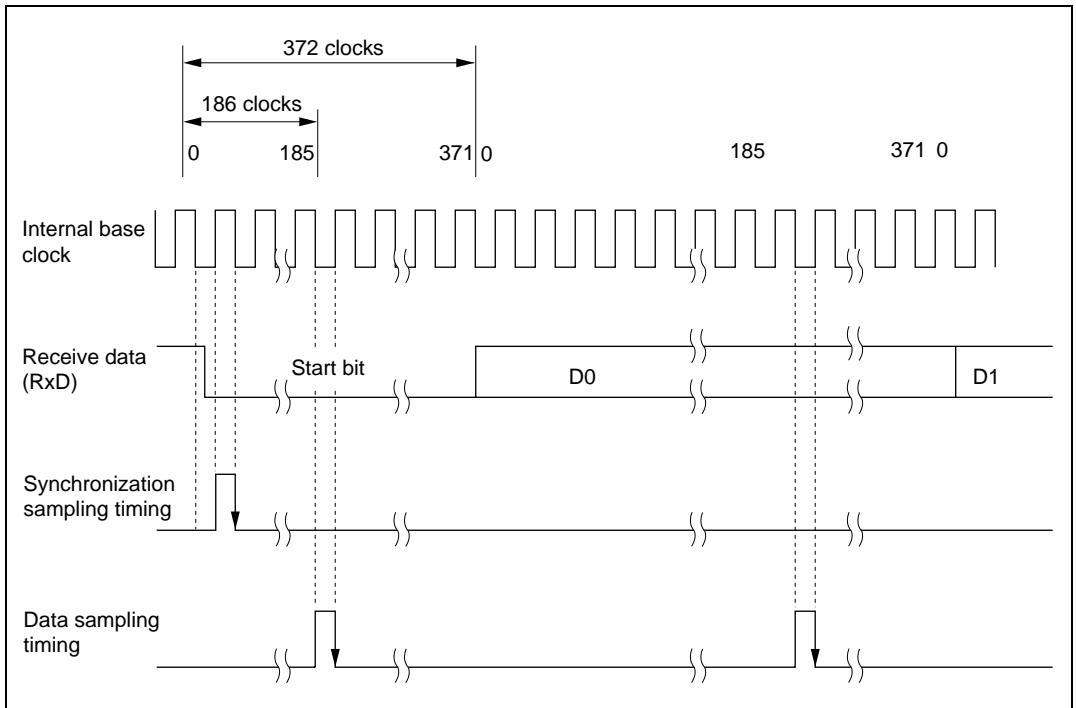 372 clocks
186 clocks
0 185 371 0 185 371 0
Internal base
clock
Receive data
(RxD)
Start bit
D0
D1
Synchronization
sampling timing
Data sampling
timing